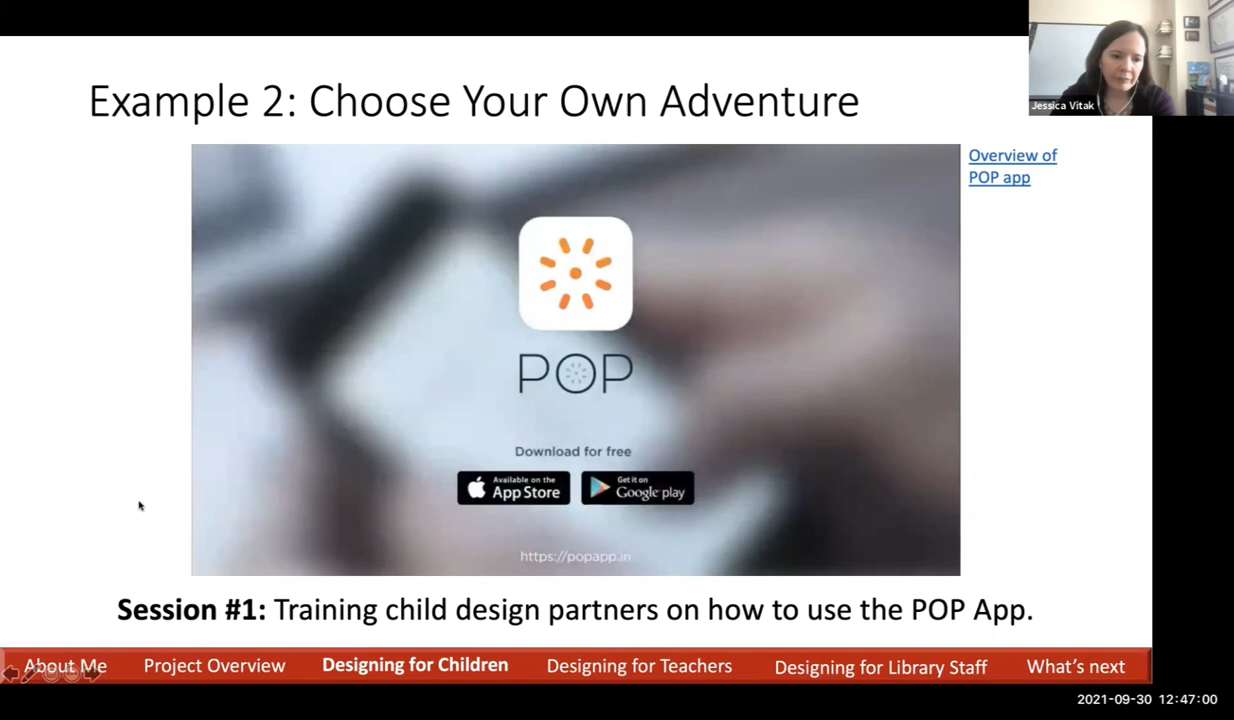 Example 2: Choose Your Own Adventure
Jessica Vitak
Overview of
POP app
POP
Download for free
Available on the
App Store
Get it on
Google play
https://popapp.in
Session #1: Training child design partners on how to use the POP App.
About Me
Project Overview
Designing for Children
Designing for Teachers
Designing for Library Staff
What's next
2021-09-30 12:47:00